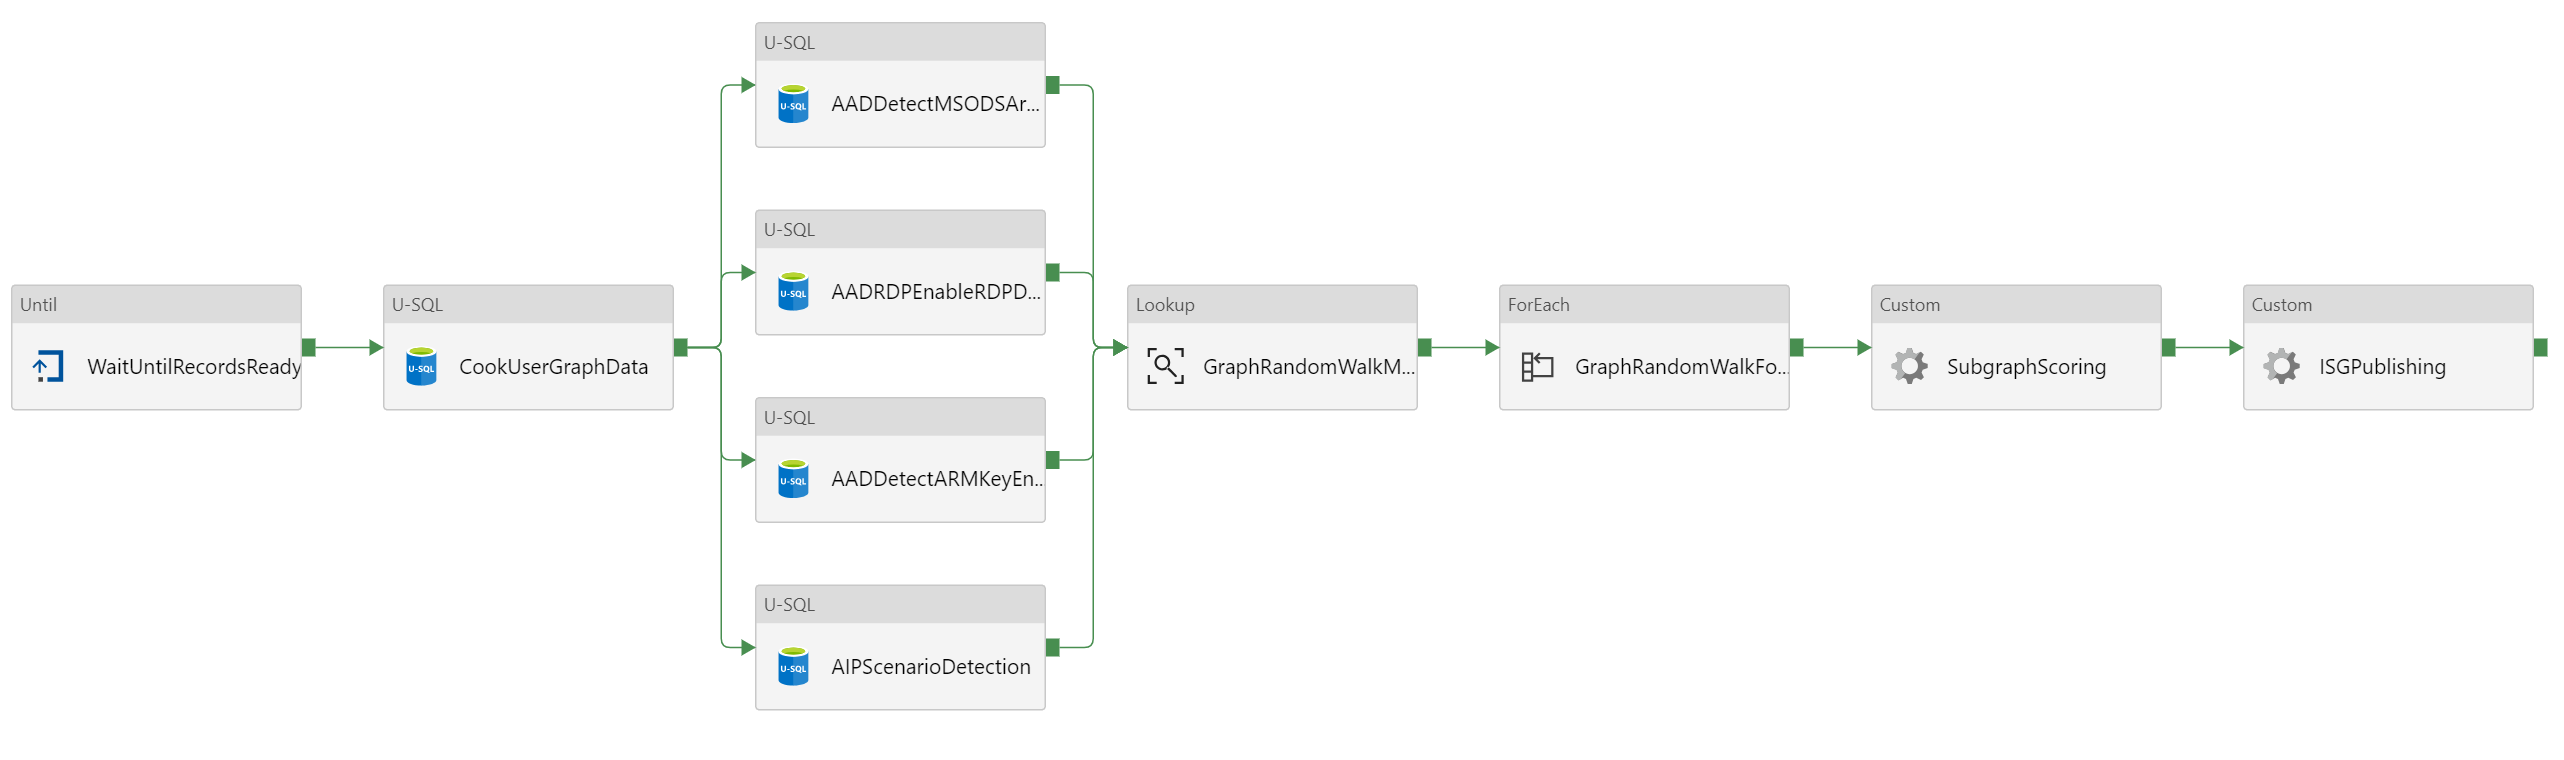 Until
WaitUntilRecordsReady
U-SQL
U-SQL
CookUserGraphData
U-SQL
U-SQL
AADDetectMSODSAr...
U-SQL
U-SQL
AADRDPEnableRDPD...
U-SQL
U-SQL
AADDetectARMKeyEn..
U-SQL
U-SQL
AIPScenarioDetection
Lookup
GraphRandomWalkM...
ForEach
GraphRandomWalkFo...
Custom
SubgraphScoring
Custom
ISGPublishing